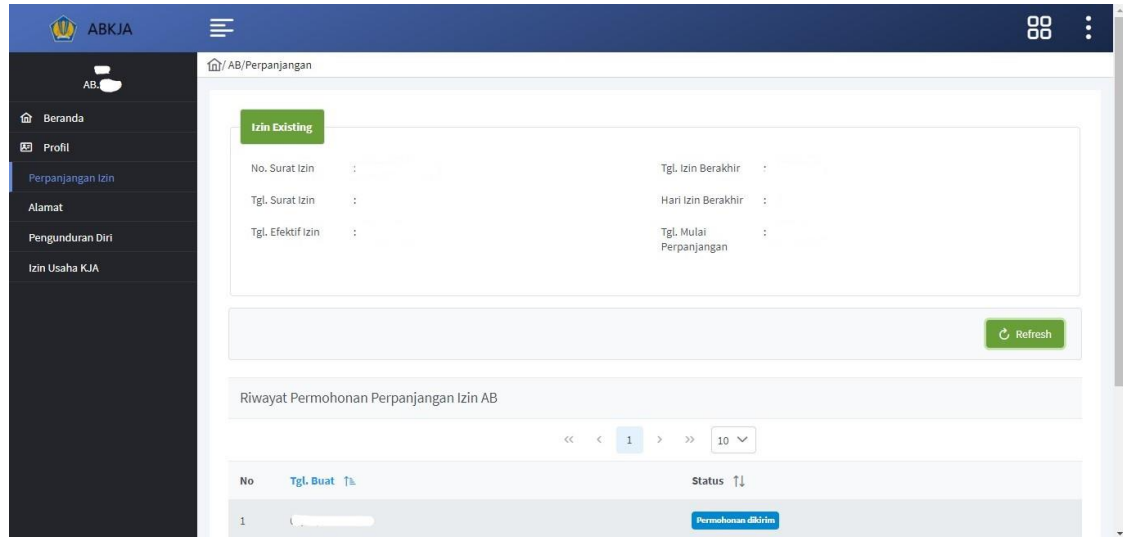 ABKJA
AB.
/ AB/Perpanjangan
Beranda
Profil
Perpanjangan Izin
Alamat
Pengunduran Diri
Izin Usaha KJA
Izin Existing
No. Surat Izin :
Tgl. Izin Berakhir :
Tgl. Surat Izin :
Hari Izin Berakhir :
Tgl. Efektif Izin :
Tgl. Mulai Perpanjangan :
Refresh
Riwayat Permohonan Perpanjangan Izin AB
<< < 1 > >> 10
No Tgl. Buat Status
1 Permohonan dikirim